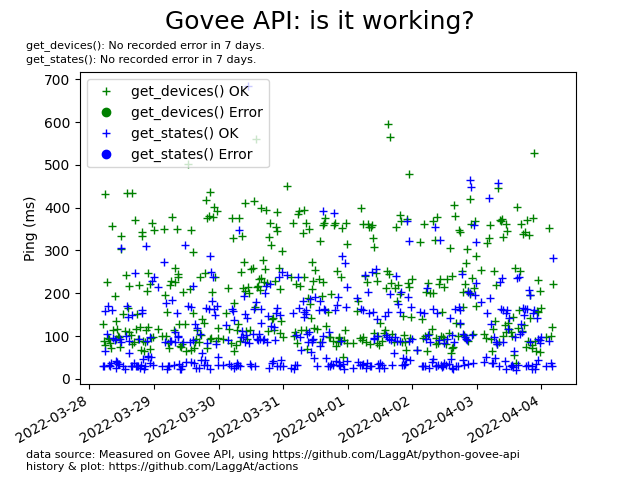 Govee API: is it working?
get_devices(): No recorded error in 7 days.
get_states(): No recorded error in 7 days.
700
600
500
400
300
200
100
0
Ping (ms)
get_devices() OK
get_devices() Error
get_states() OK
get_states() Error
2022-03-28
2022-03-29
2022-03-30
2022-03-31
2022-04-01
2022-04-02
2022-04-03
2022-04-04
data source: Measured on Govee API, using https://github.com/LaggAt/python-govee-api
history & plot: https://github.com/LaggAt/actions